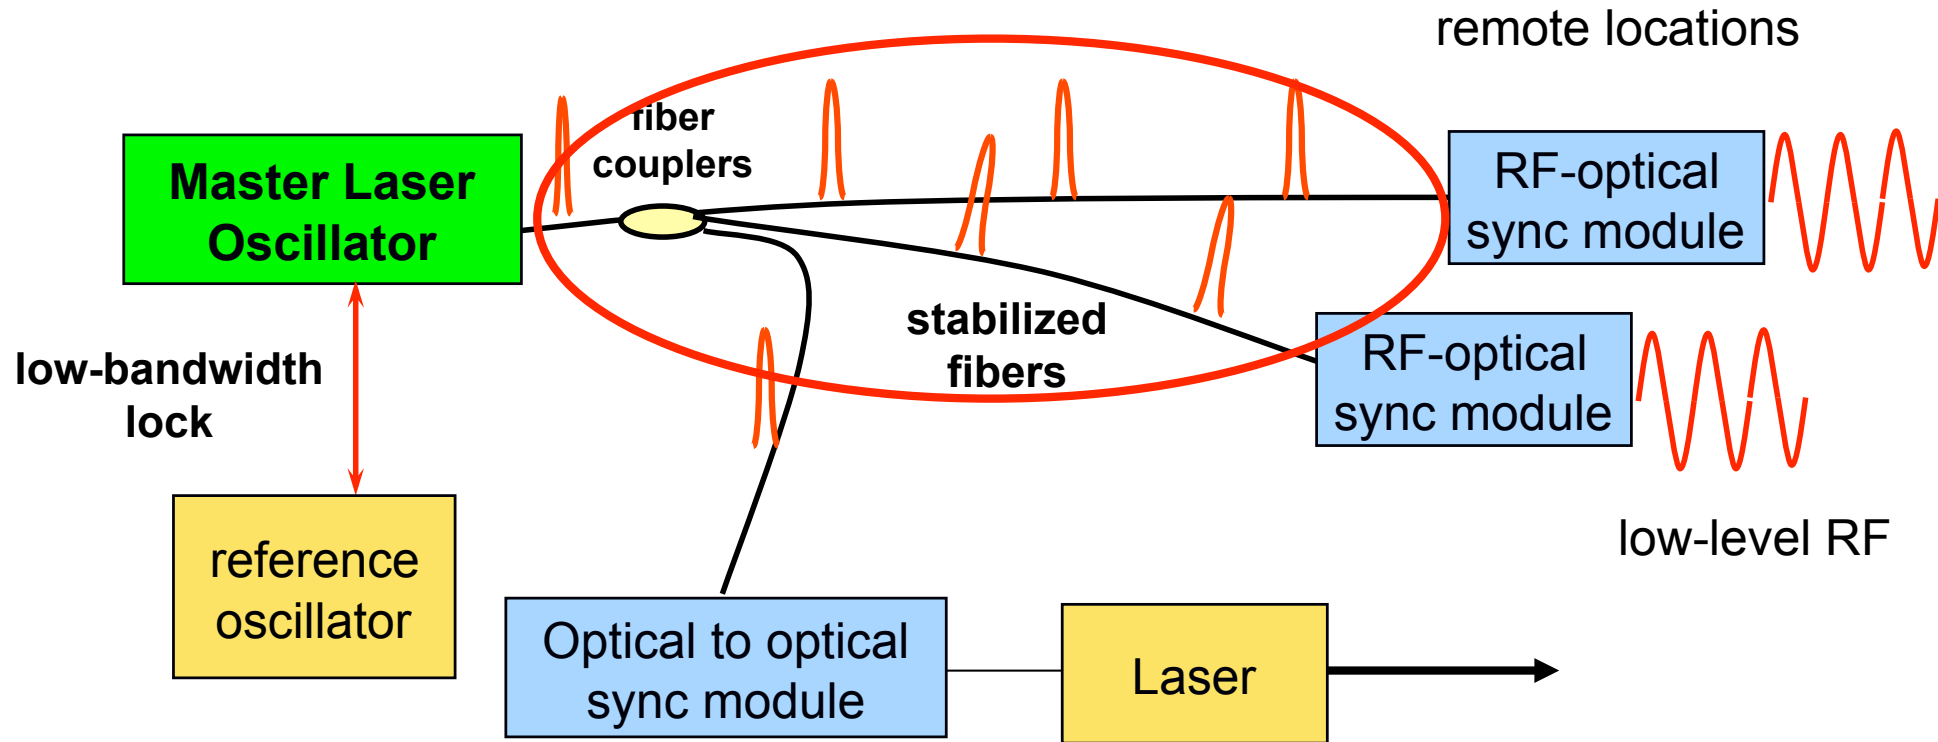 remote locations
fiber
couplers
Master Laser
Oscillator
RF-optical
sync module
stabilized
fibers
RF-optical
sync module
low-bandwidth
lock
low-level RF
reference
oscillator
Optical to optical
sync module
Laser